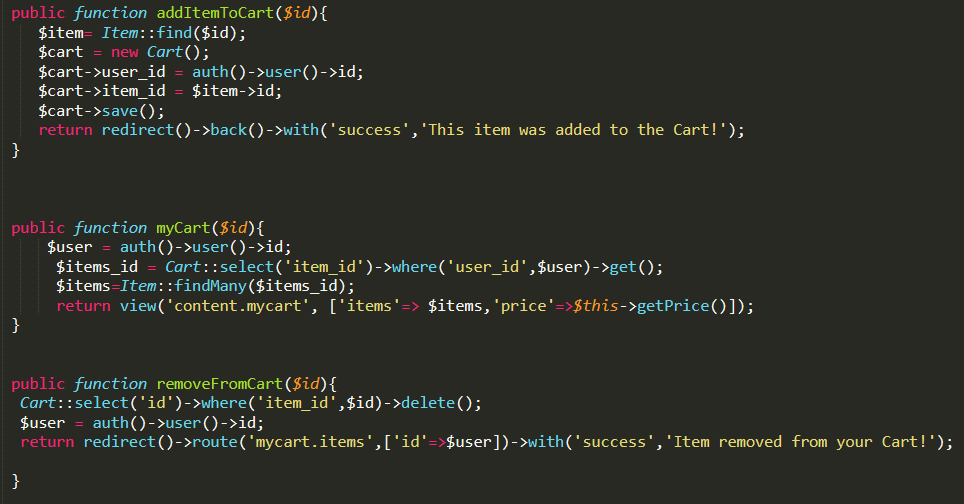 public function addItemToCart($id){
$item= Item::find($id);
$cart = new Cart();
$cart->user_id = auth()->user()->id;
$cart->item_id = $item->id;
$cart->save();
return redirect()->back()->with('success','This item was added to the Cart!');
}
public function myCart($id){
$user = auth()->user()->id;
$items_id = Cart::select('item_id')->where('user_id',$user)->get();
$items=Item::findMany($items_id);
return view('content.mycart', ['items'=> $items,'price'=>$this->getPrice()]);
}
public function removeFromCart($id){
Cart::select('id')->where('item_id',$id)->delete();
$user = auth()->user()->id;
return redirect()->route('mycart.items',['id'=>$user])->with('success','Item removed from your Cart!');
}